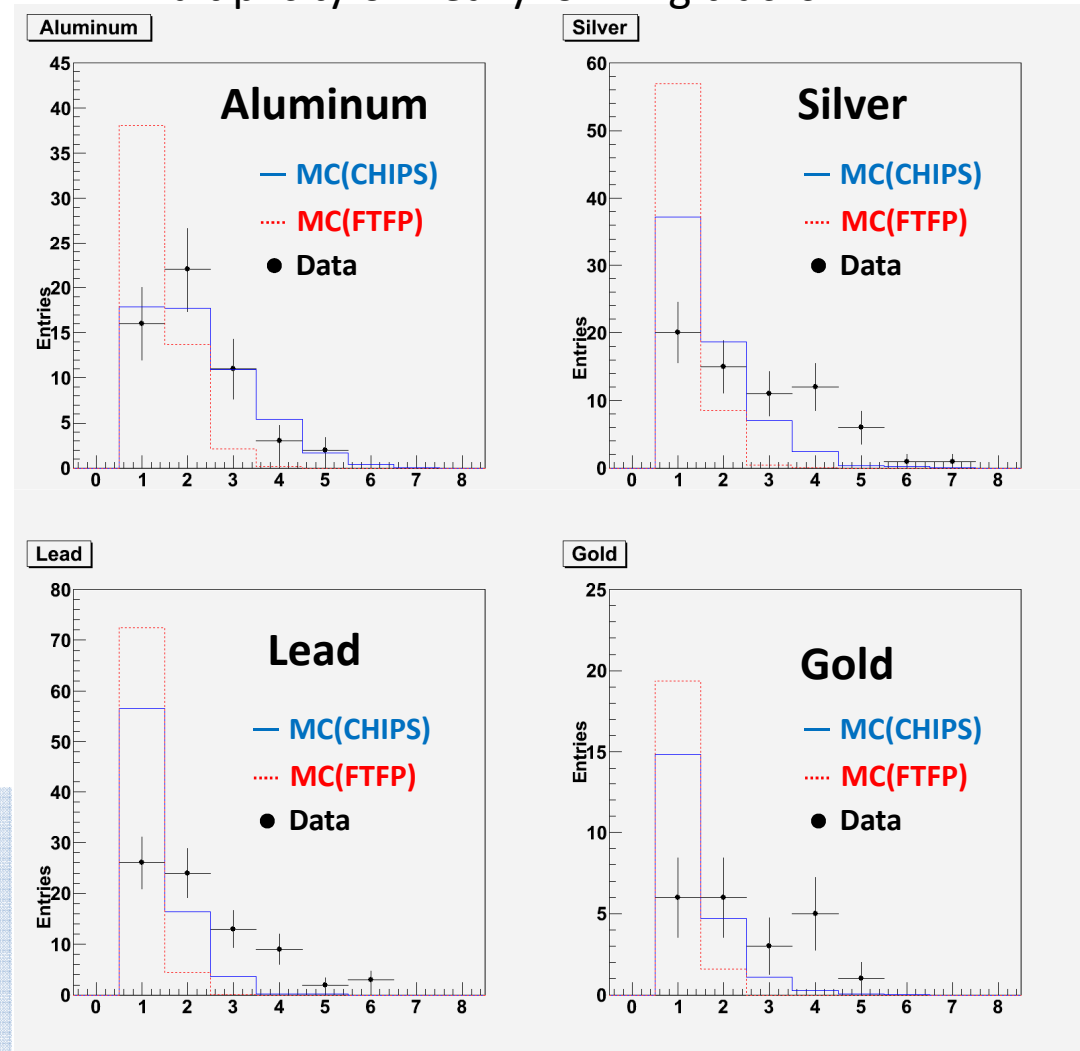 Aluminum
45
40
35
30
25
20
15
10
5
0
Entries
Aluminum
MC(CHIPS)
MC(FTFP)
Data
0 1 2 3 4 5 6 7 8
Silver
60
50
40
30
20
10
0
Entries
Silver
MC(CHIPS)
MC(FTFP)
Data
0 1 2 3 4 5 6 7 8
Lead
80
70
60
50
40
30
20
10
0
Entries
Lead
MC(CHIPS)
MC(FTFP)
Data
0 1 2 3 4 5 6 7 8
Gold
25
20
15
10
5
0
Entries
Gold
MC(CHIPS)
MC(FTFP)
Data
0 1 2 3 4 5 6 7 8